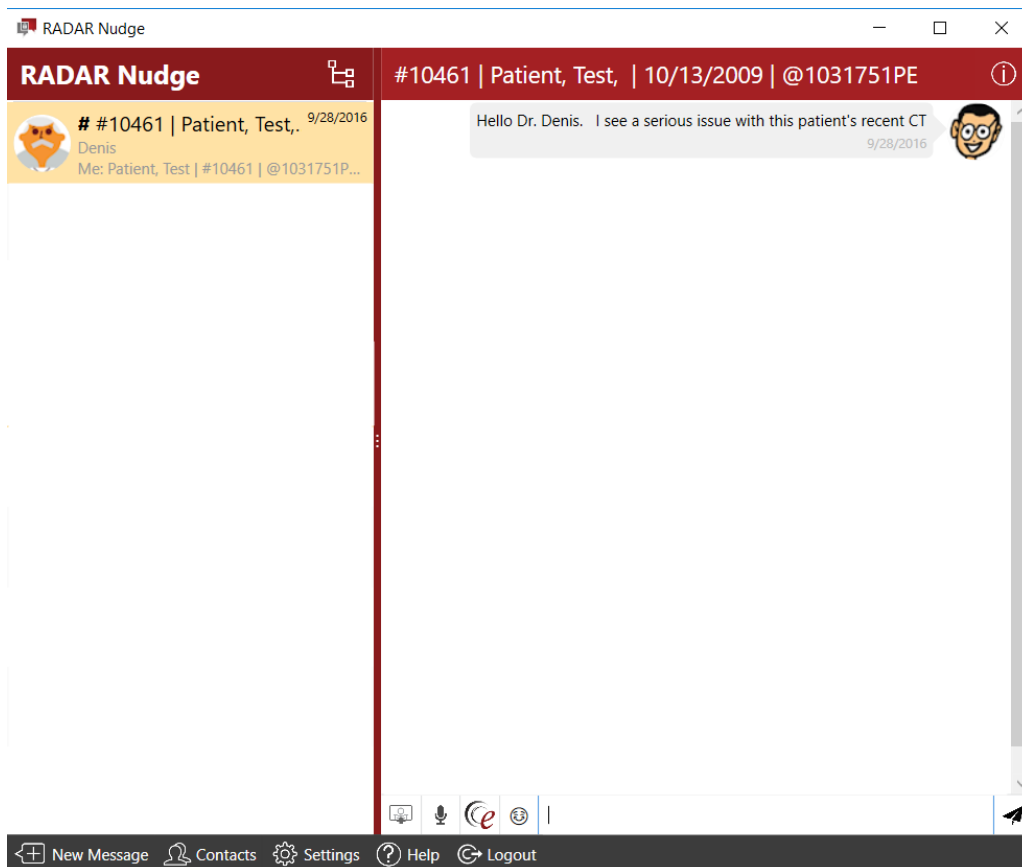 RADAR Nudge
RADAR Nudge
# #10461 | Patient, Test,. 9/28/2016
Denis
Me: Patient, Test | #10461 | @1031751P...
#10461 | Patient, Test, | 10/13/2009 | @1031751PE
Hello Dr. Denis.   I see a serious issue with this patient's recent CT
9/28/2016
New Message Contacts Settings Help Logout